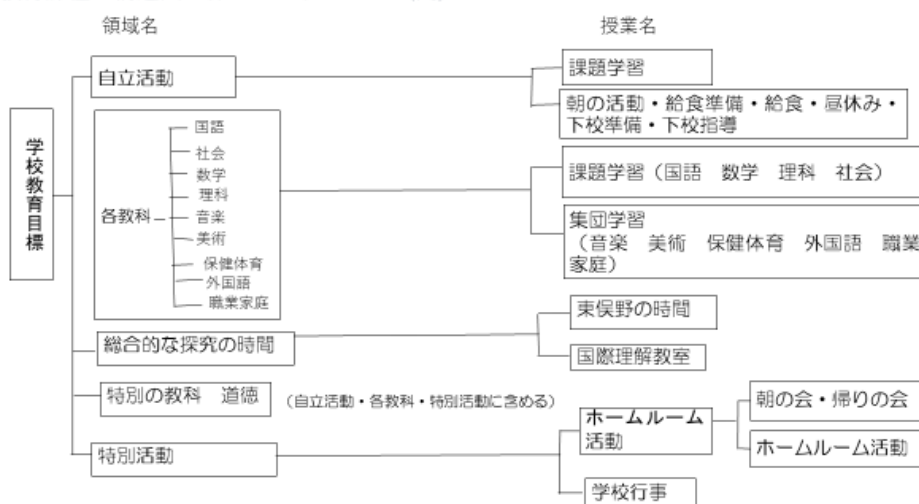 領域名
授業名
学校教育目標
自立活動
課題学習
朝の活動・給食準備・給食・昼休み・
下校準備・下校指導
各教科
国語
社会
数学
理科
音楽
美術
保健体育
外国語
職業家庭
課題学習（国語　数学　理科　社会）
集団学習
（音楽　美術　保健体育　外国語　職業
家庭）
総合的な探究の時間
東俣野の時間
国際理解教室
特別の教科　道徳
（自立活動・各教科・特別活動に含める）
特別活動
ホームルーム
活動
朝の会・帰りの会
ホームルーム活動
学校行事